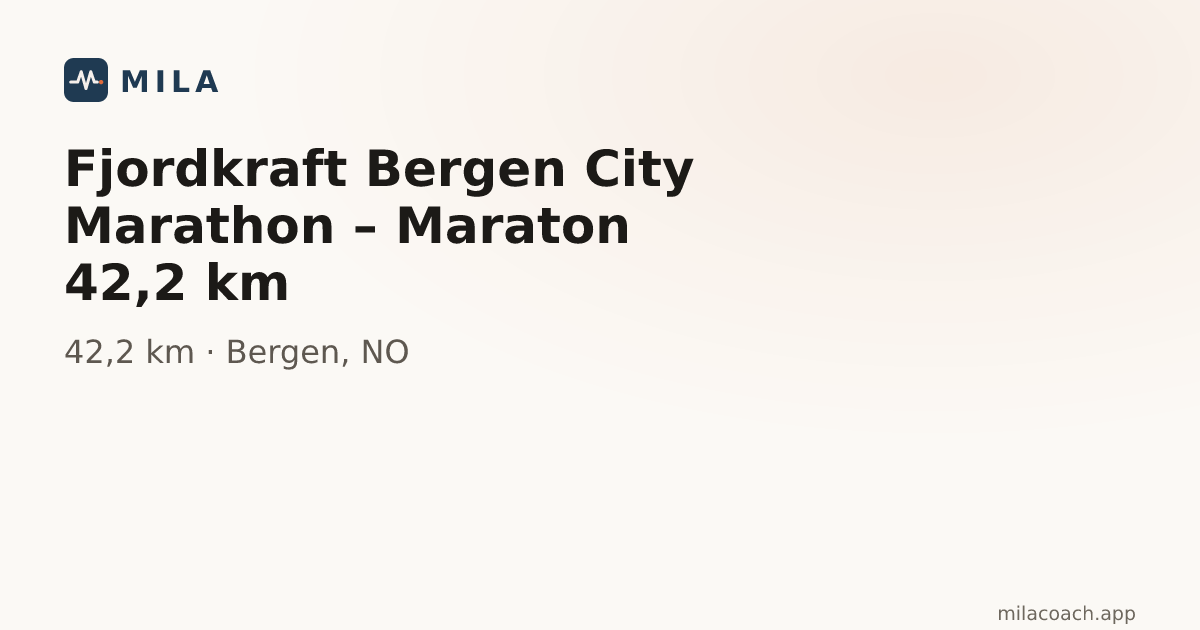 MILA
Fjordkraft Bergen City
Marathon – Maraton
42,2 km
42,2 km · Bergen, NO
milacoach.app